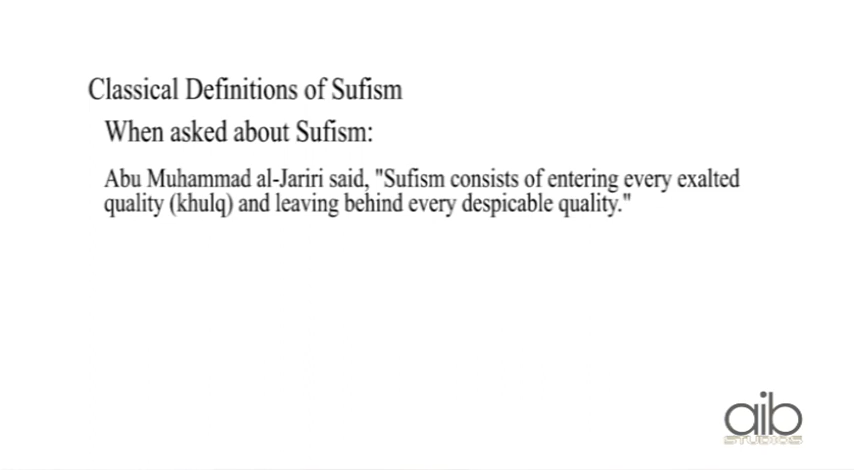 Classical Definitions of Sufism
When asked about Sufism:
Abu Muhammad al-Jariri said, "Sufism consists of entering every exalted
quality (khulq) and leaving behind every despicable quality."
aib
STUDIOS